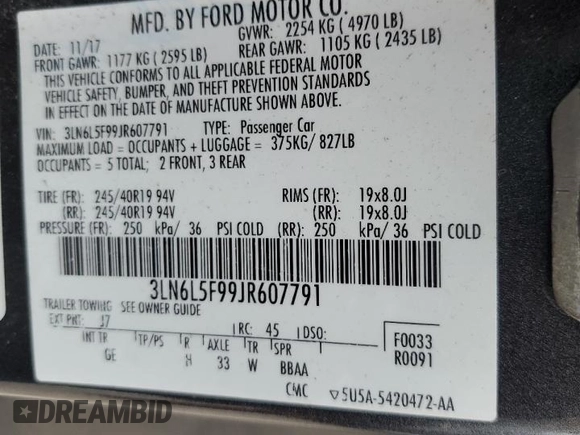 MFD. BY FORD MOTOR CO.
DATE: 11/17 GVWR: 2254 KG ( 4970 LB)
FRONT GAWR: 1177 KG ( 2595 LB) REAR GAWR: 1105 KG ( 2435 LB)
THIS VEHICLE CONFORMS TO ALL APPLICABLE FEDERAL MOTOR
VEHICLE SAFETY, BUMPER, AND THEFT PREVENTION STANDARDS
IN EFFECT ON THE DATE OF MANUFACTURE SHOWN ABOVE.
VIN: 3LN6L5F99JR607791 TYPE: Passenger Car
MAXIMUM LOAD = OCCUPANTS + LUGGAGE = 375KG/ 827LB
OCCUPANTS = 5 TOTAL; 2 FRONT, 3 REAR
TIRE (FR): 245/40R19 94V RIMS (FR): 19x8.0J
(RR): 245/40R19 94V (RR): 19x8.0J
PRESSURE (FR): 250 kPa/ 36 PSI COLD (RR): 250 kPa/ 36 PSI COLD
3LN6L5F99JR607791
TRAILER TOWING SEE OWNER GUIDE
EXT PNT: J7 RC: 45 DSO: F0033
INT TR TP/PS R AXLE TR SPR R0091
GE H 33 W BBAA
CMC ▽5U5A-5420472-AA
DREAMBID